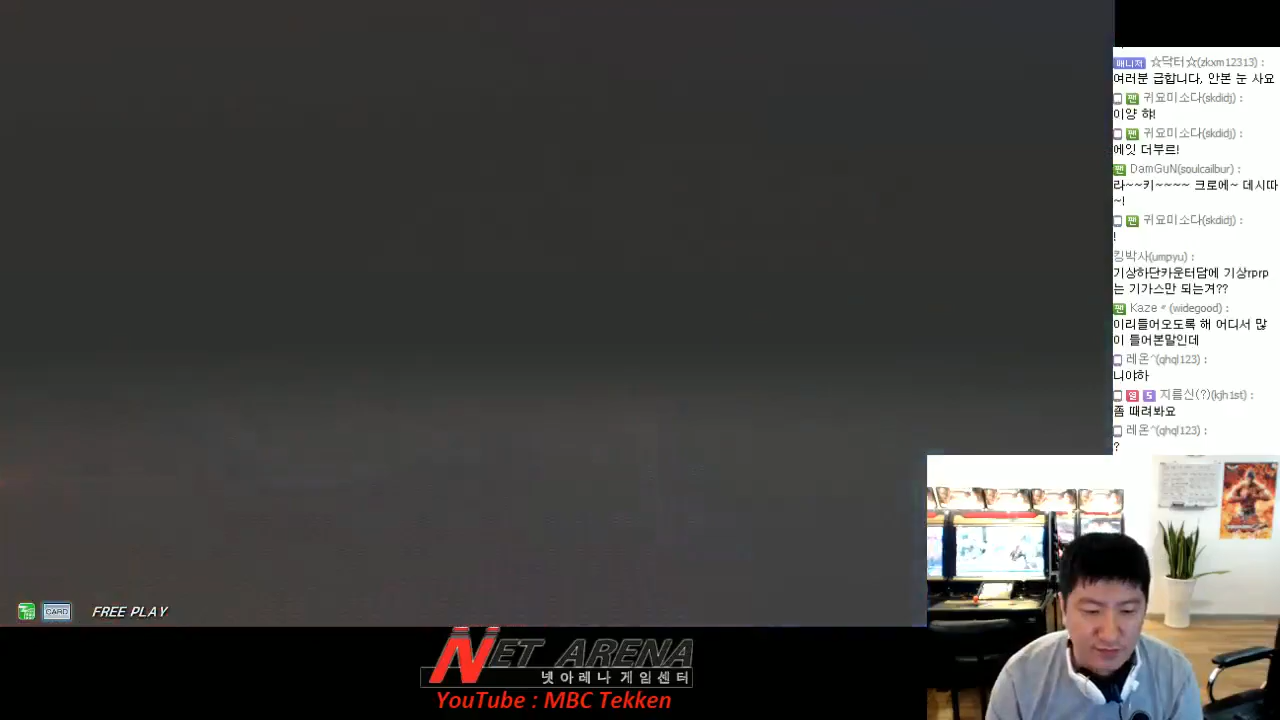 매니저 ☆닥터☆(zkxm12313) :
여러분 급합니다, 안본 눈 사요
팬 귀요미소다(skdidj) :
이양 햐!
팬 귀요미소다(skdidj) :
에잇 더부르!
팬 DamGuN(soulcailbur) :
라~~키~~~~ 크로에~ 데시따
~!
팬 귀요미소다(skdidj) :
!
킹박사(umpyu) :
기상하단카운터담에 기상rprp
는 기가스만 되는겨??
팬 Kaze〃(widegood) :
이리들어오도록 해 어디서 많
이 들어본말인데
레온^(qhql123) :
니야하
열 S 지름신(?)(kjh1st) :
좀 때려봐요
레온^(qhql123) :
?
CARD FREE PLAY
NET ARENA
넷아레나 게임센터
YouTube : MBC Tekken